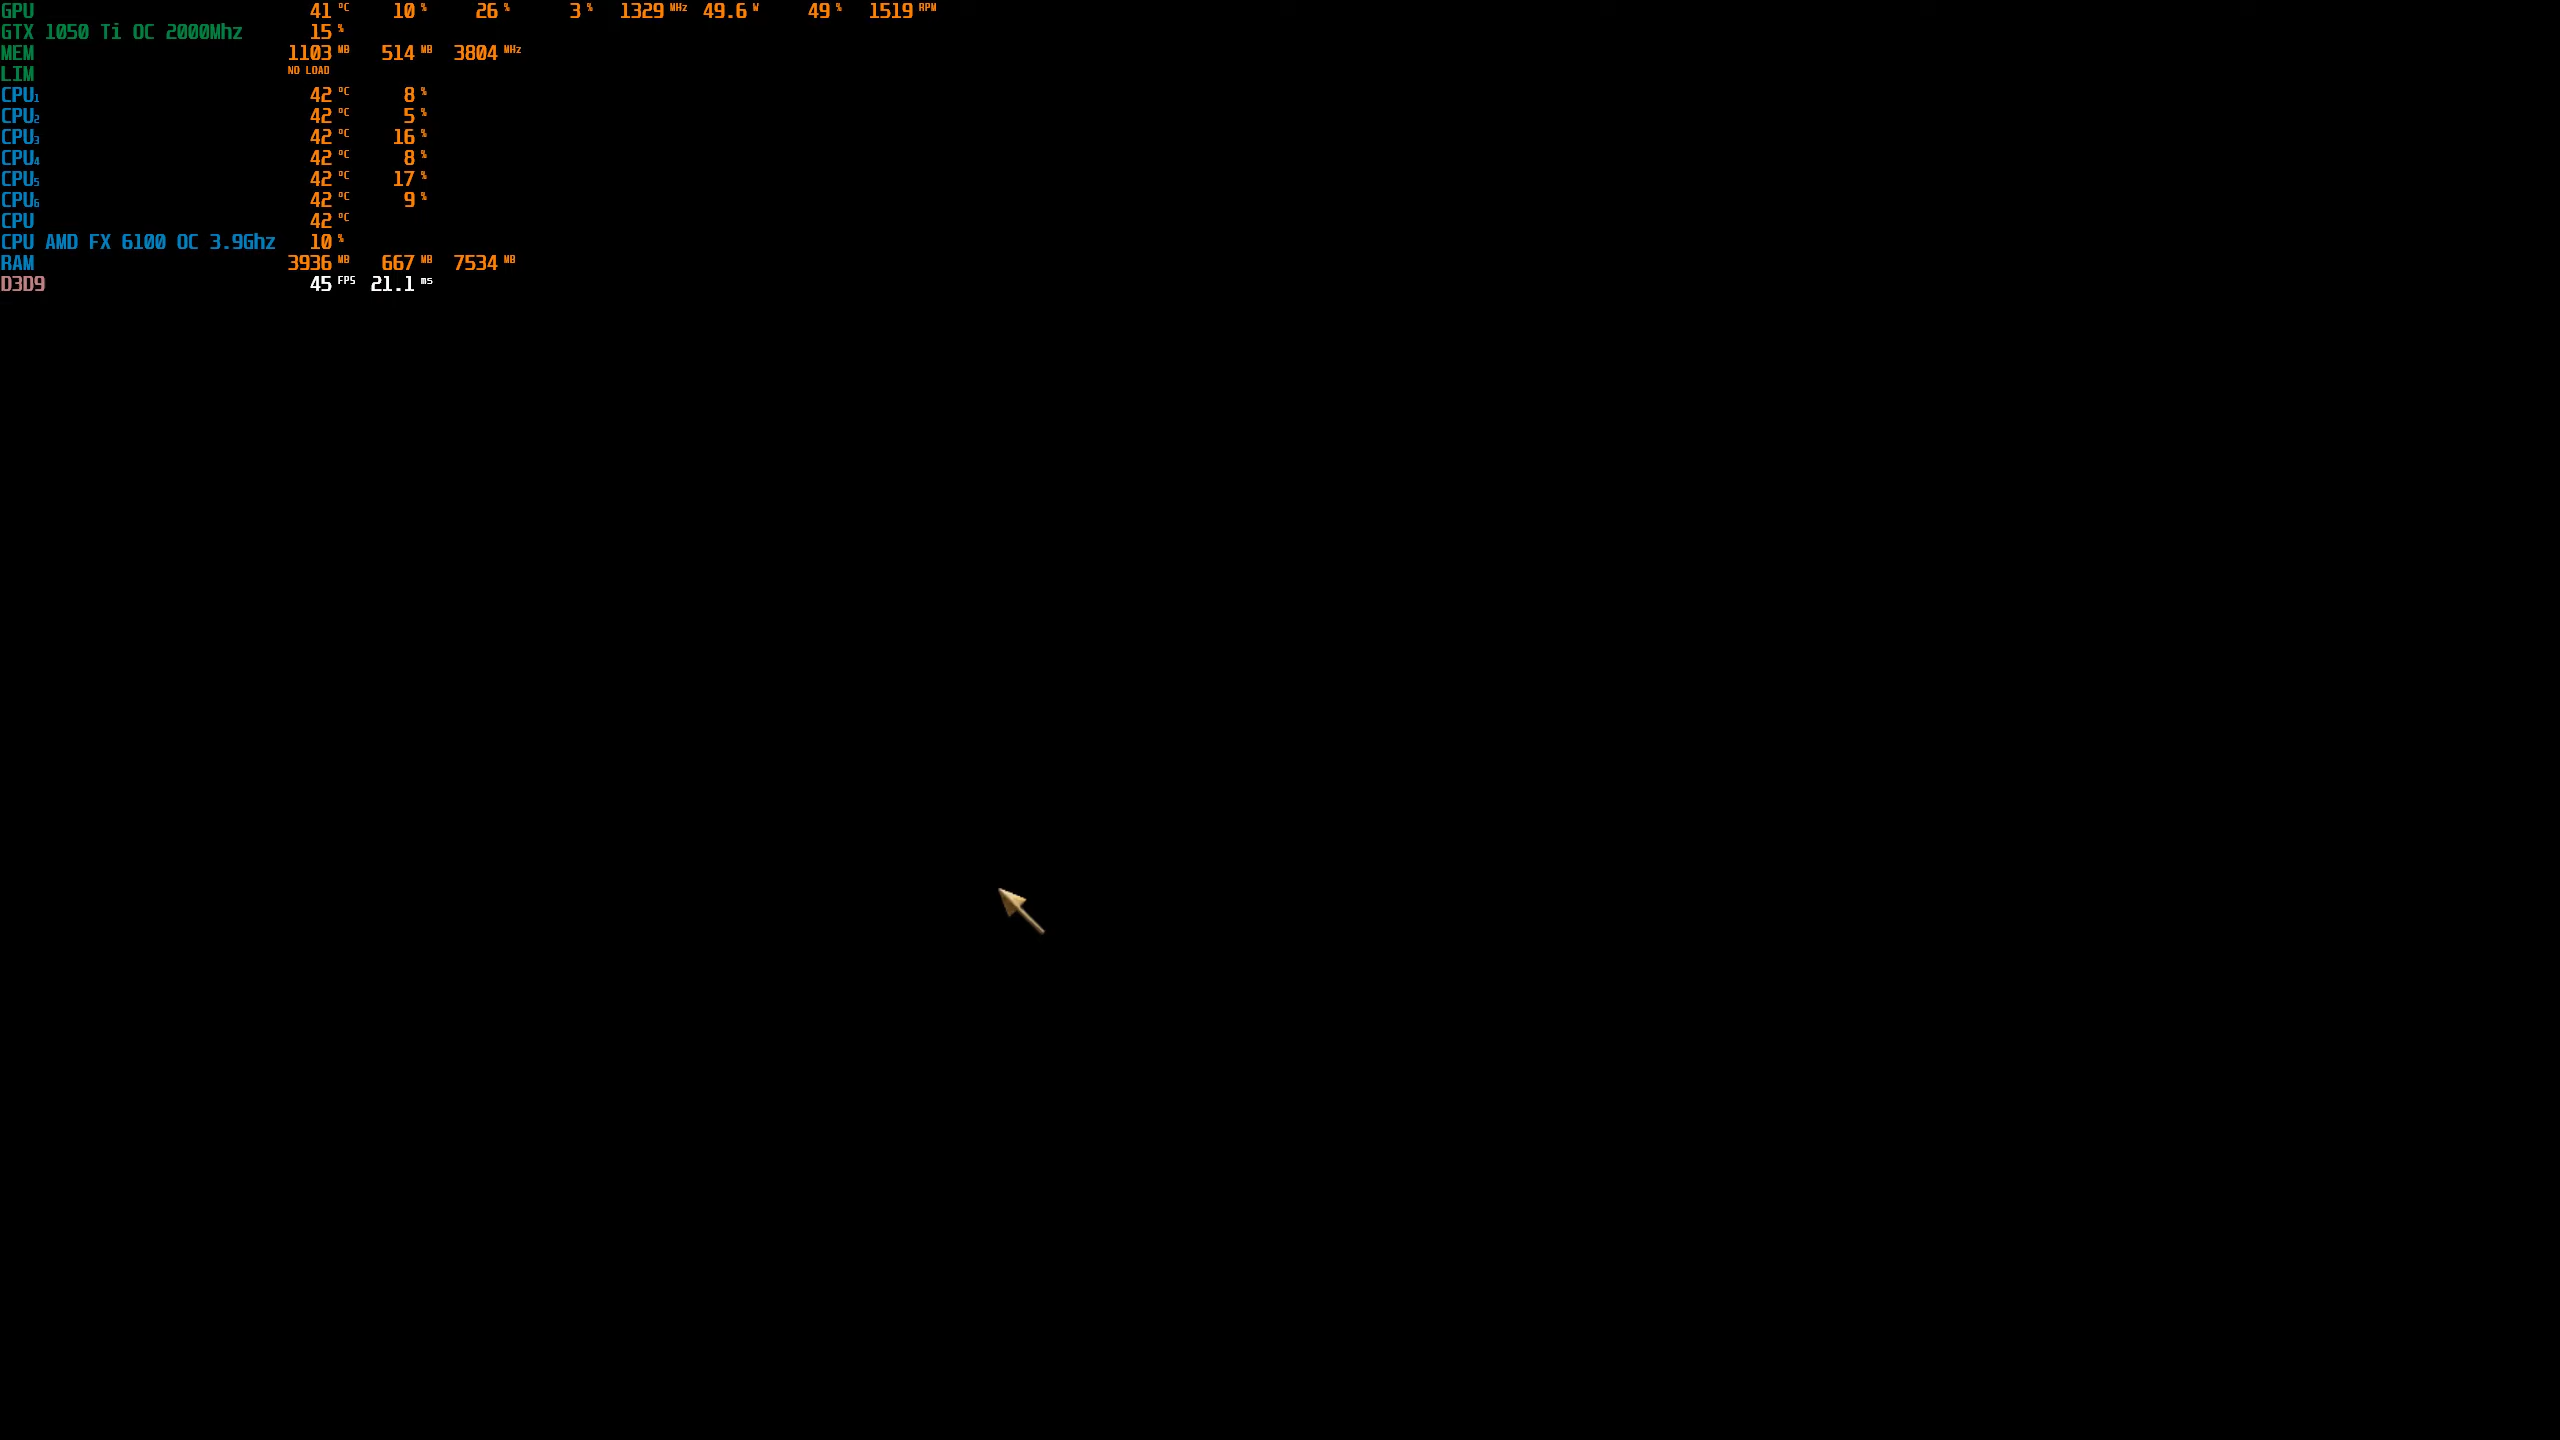 GPU 41 °C 10 % 26 % 3 % 1329 MHz 49.6 W 49 % 1519 RPM
GTX 1050 Ti OC 2000Mhz 15 %
MEM 1103 MB 514 MB 3804 MHz
LIM NO LOAD
CPU1 42 °C 8 %
CPU2 42 °C 5 %
CPU3 42 °C 16 %
CPU4 42 °C 8 %
CPU5 42 °C 17 %
CPU6 42 °C 9 %
CPU 42 °C
CPU AMD FX 6100 OC 3.9Ghz 10 %
RAM 3936 MB 667 MB 7534 MB
D3D9 45 FPS 21.1 ms